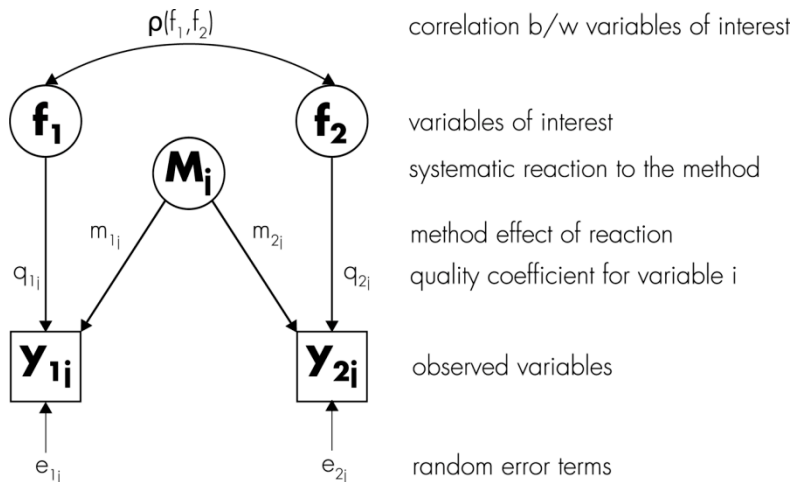 ρ(f₁,f₂) correlation b/w variables of interest
f₁ f₂ variables of interest
Mⱼ systematic reaction to the method
m₁ⱼ m₂ⱼ method effect of reaction
q₁ⱼ q₂ⱼ quality coefficient for variable i
y₁ⱼ y₂ⱼ observed variables
e₁ⱼ e₂ⱼ random error terms